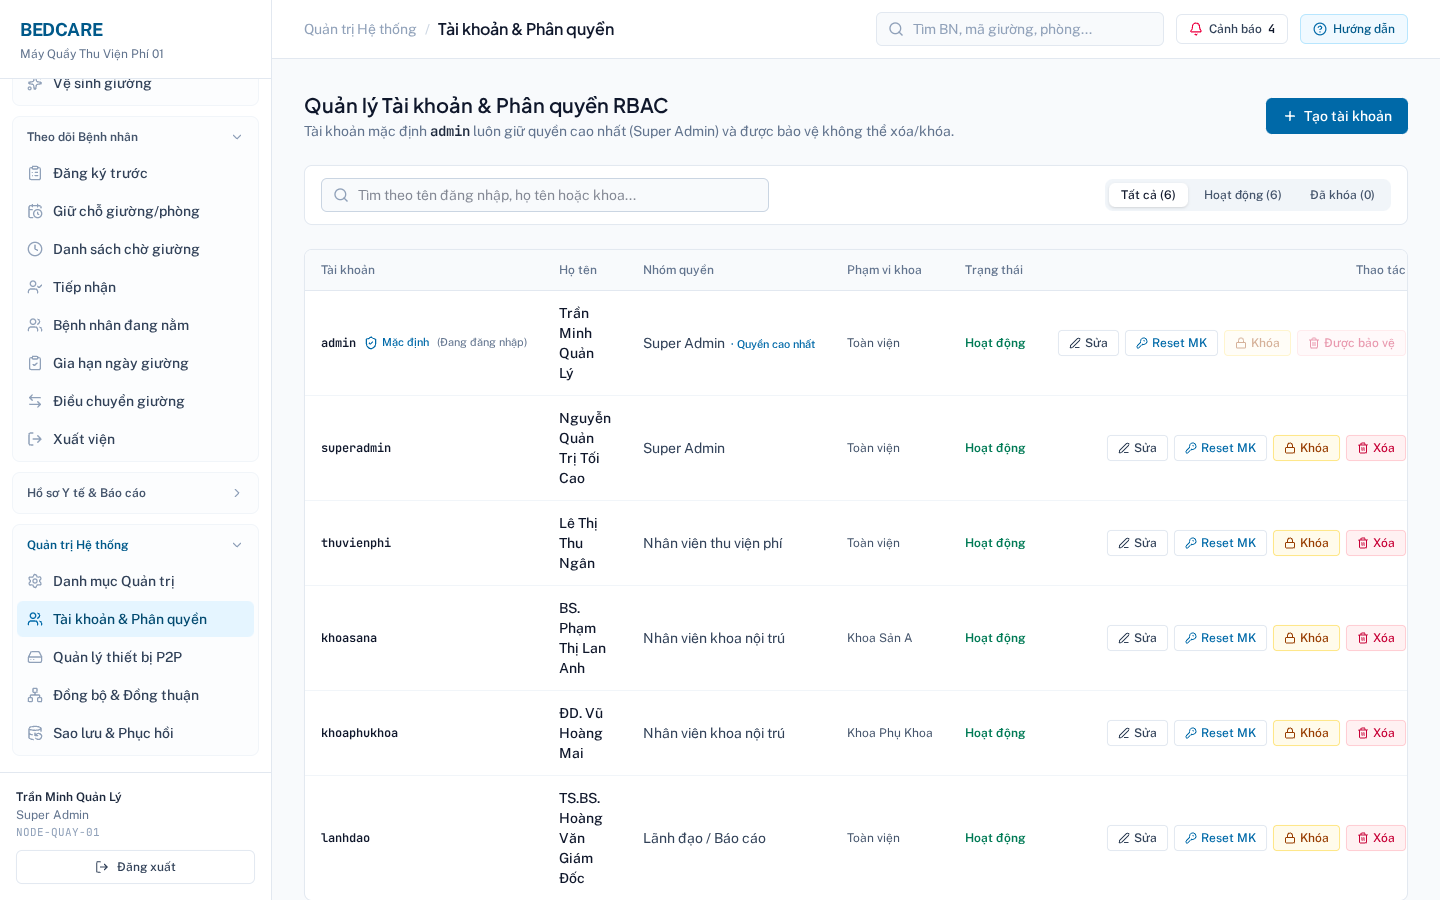 BEDCARE
Máy Quầy Thu Viện Phí 01
Vệ sinh giường
Theo dõi Bệnh nhân
Đăng ký trước
Giữ chỗ giường/phòng
Danh sách chờ giường
Tiếp nhận
Bệnh nhân đang nằm
Gia hạn ngày giường
Điều chuyển giường
Xuất viện
Hồ sơ Y tế & Báo cáo
Quản trị Hệ thống
Danh mục Quản trị
Tài khoản & Phân quyền
Quản lý thiết bị P2P
Đồng bộ & Đồng thuận
Sao lưu & Phục hồi
Trần Minh Quản Lý
Super Admin
NODE-QUAY-01
Đăng xuất
Quản trị Hệ thống / Tài khoản & Phân quyền
Tìm BN, mã giường, phòng...
Cảnh báo 4
Hướng dẫn
Quản lý Tài khoản & Phân quyền RBAC
Tài khoản mặc định admin luôn giữ quyền cao nhất (Super Admin) và được bảo vệ không thể xóa/khóa.
Tạo tài khoản
Tìm theo tên đăng nhập, họ tên hoặc khoa...
Tất cả (6) Hoạt động (6) Đã khóa (0)
Tài khoản Họ tên Nhóm quyền Phạm vi khoa Trạng thái Thao tác
admin Mặc định (Đang đăng nhập)
Trần
Minh
Quản
Lý
Super Admin · Quyền cao nhất
Toàn viện
Hoạt động
Sửa Reset MK Khóa Được bảo vệ
superadmin
Nguyễn
Quản
Trị Tối
Cao
Super Admin
Toàn viện
Hoạt động
Sửa Reset MK Khóa Xóa
thuvienphi
Lê Thị
Thu
Ngân
Nhân viên thu viện phí
Toàn viện
Hoạt động
Sửa Reset MK Khóa Xóa
khoasana
BS.
Phạm
Thị Lan
Anh
Nhân viên khoa nội trú
Khoa Sản A
Hoạt động
Sửa Reset MK Khóa Xóa
khoaphukhoa
ĐD. Vũ
Hoàng
Mai
Nhân viên khoa nội trú
Khoa Phụ Khoa
Hoạt động
Sửa Reset MK Khóa Xóa
lanhdao
TS.BS.
Hoàng
Văn
Giám
Đốc
Lãnh đạo / Báo cáo
Toàn viện
Hoạt động
Sửa Reset MK Khóa Xóa